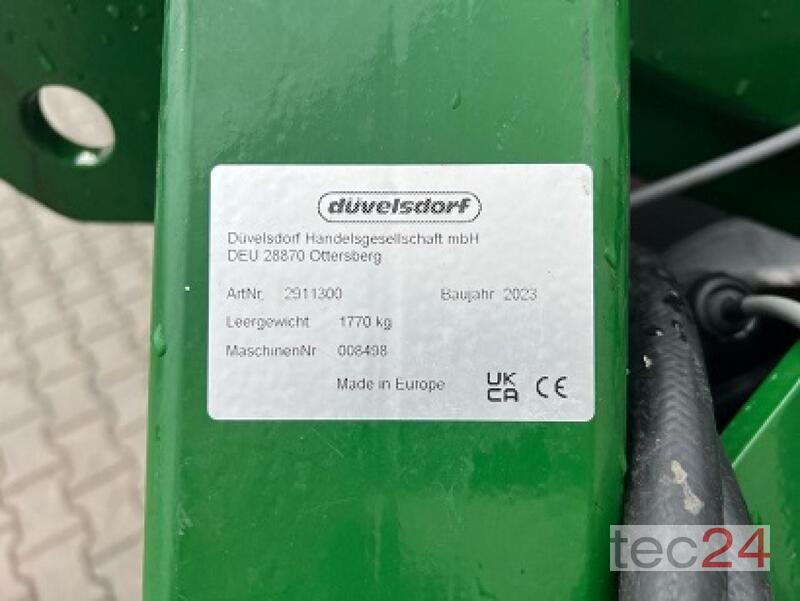 düvelsdorf
Düvelsdorf Handelsgesellschaft mbH
DEU 28870 Ottersberg
ArtNr. 2911300 Baujahr 2023
Leergewicht 1770 kg
MaschinenNr 008498
Made in Europe UK CA CE
tec24